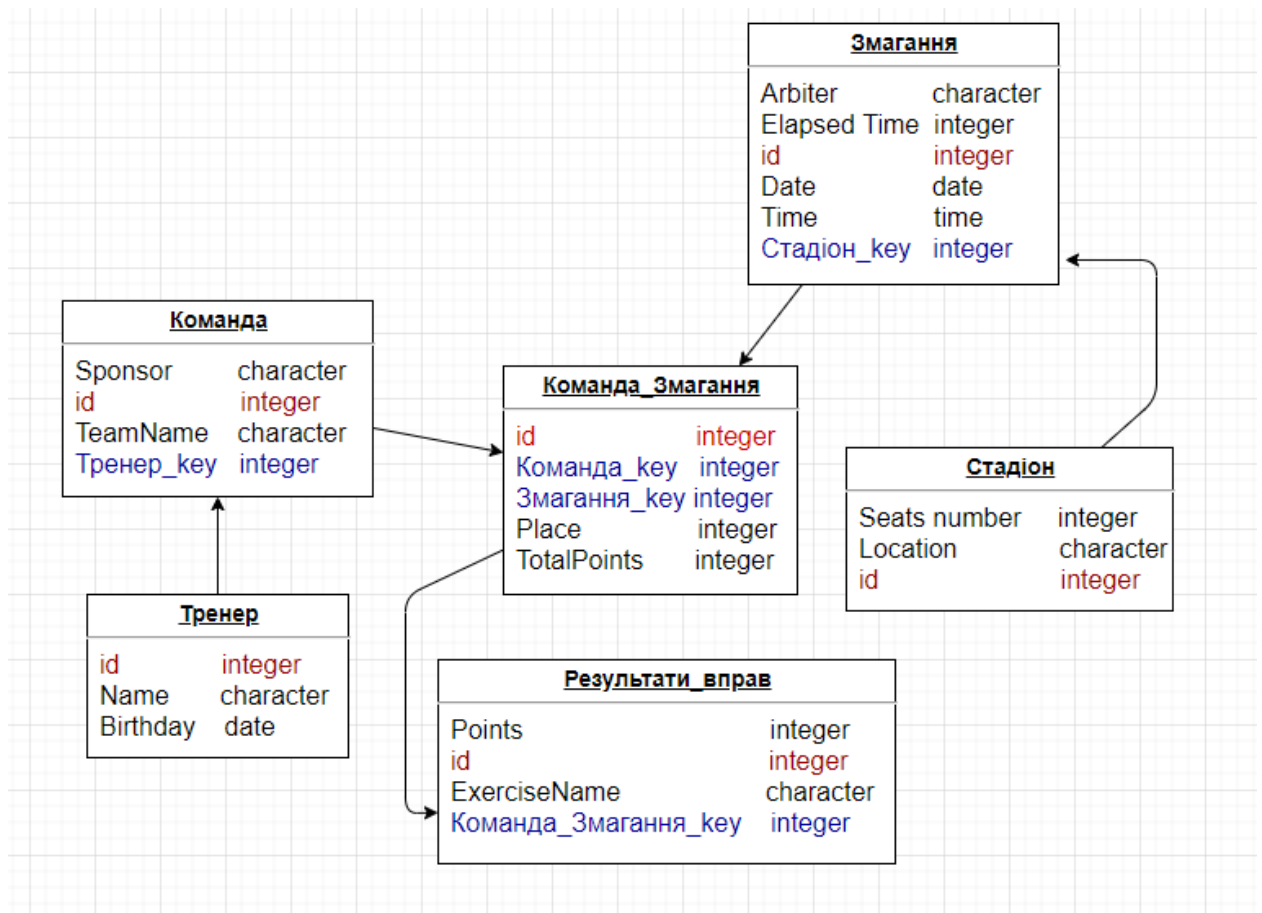 Змагання
Arbiter character
Elapsed Time integer
id integer
Date date
Time time
Стадіон_key integer
Команда
Sponsor character
id integer
TeamName character
Тренер_key integer
Команда_Змагання
id integer
Команда_key integer
Змагання_key integer
Place integer
TotalPoints integer
Стадіон
Seats number integer
Location character
id integer
Тренер
id integer
Name character
Birthday date
Результати_вправ
Points integer
id integer
ExerciseName character
Команда_Змагання_key integer